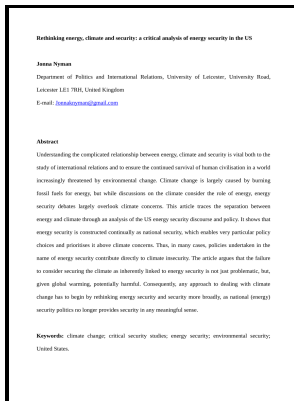 Rethinking energy, climate and security: a critical analysis of energy security in the US
Jonna Nyman
Department of Politics and International Relations, University of Leicester, University Road,
Leicester LE1 7RH, United Kingdom
E-mail: Jonnaknyman@gmail.com
Abstract
Understanding the complicated relationship between energy, climate and security is vital both to the
study of international relations and to ensure the continued survival of human civilisation in a world
increasingly threatened by environmental change. Climate change is largely caused by burning
fossil fuels for energy, but while discussions on the climate consider the role of energy, energy
security debates largely overlook climate concerns. This article traces the separation between
energy and climate through an analysis of the US energy security discourse and policy. It shows that
energy security is constructed continually as national security, which enables very particular policy
choices and prioritises it above climate concerns. Thus, in many cases, policies undertaken in the
name of energy security contribute directly to climate insecurity. The article argues that the failure
to consider securing the climate as inherently linked to energy security is not just problematic, but,
given global warming, potentially harmful. Consequently, any approach to dealing with climate
change has to begin by rethinking energy security and security more broadly, as national (energy)
security politics no longer provides security in any meaningful sense.
Keywords: climate change; critical security studies; energy security; environmental security;
United States.